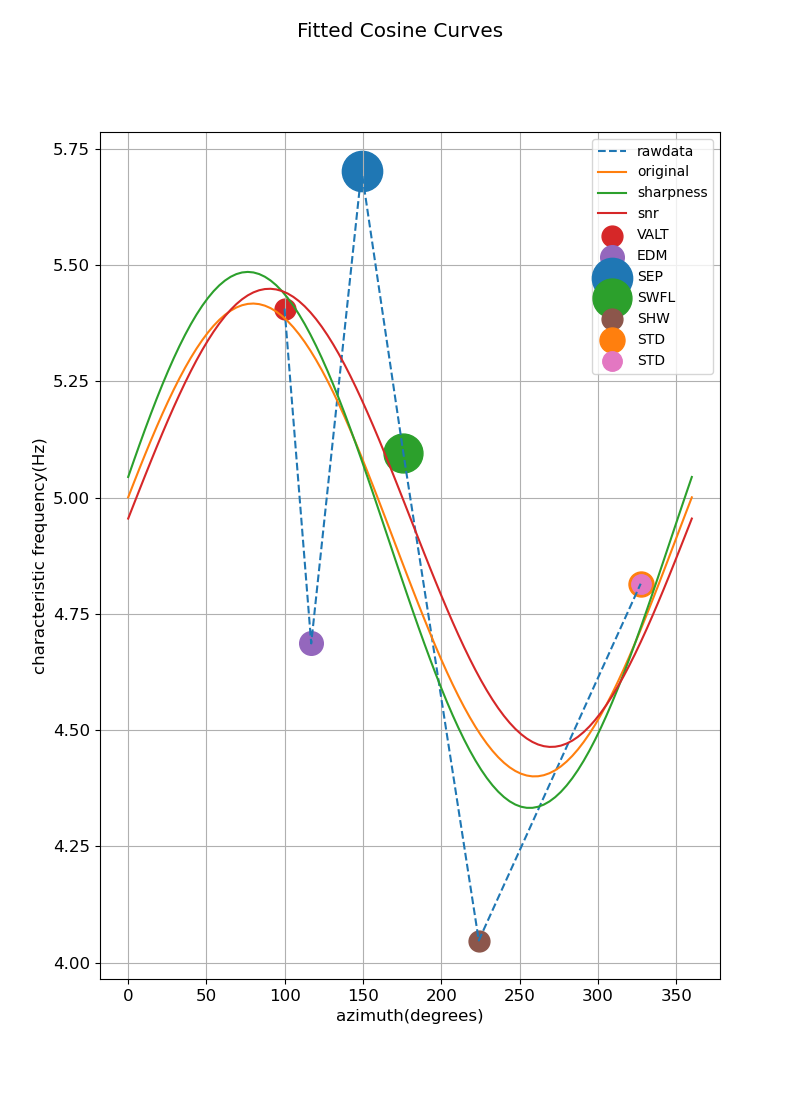 Fitted Cosine Curves
5.75
5.50
5.25
5.00
4.75
4.50
4.25
4.00
characteristic frequency(Hz)
rawdata
original
sharpness
snr
VALT
EDM
SEP
SWFL
SHW
STD
STD
0 50 100 150 200 250 300 350
azimuth(degrees)